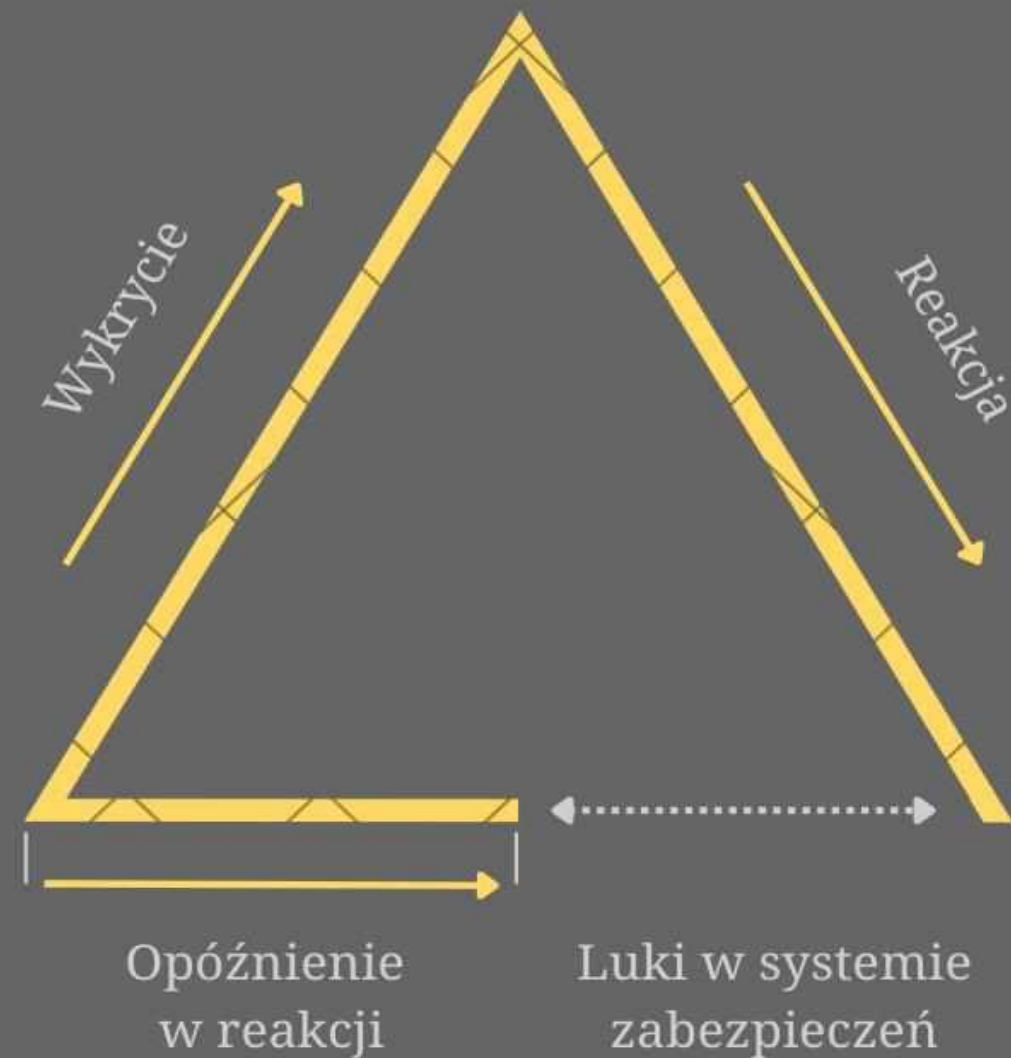 Wykrycie
Reakcja
Opóźnienie
w reakcji
Luki w systemie
zabezpieczeń